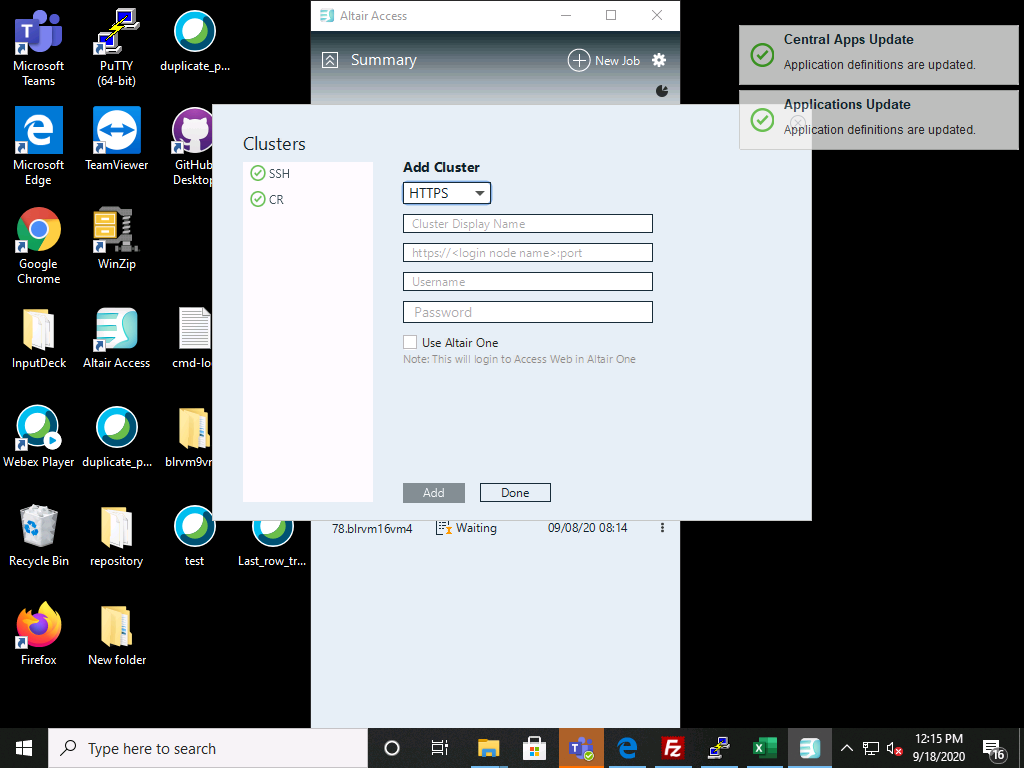 Microsoft
Teams
PuTTY
(64-bit)
duplicate_p...
Microsoft
Edge
TeamViewer
GitHub
Desktop
Google
Chrome
WinZip
InputDeck
Altair Access
cmd-lo
Webex Player
duplicate_p...
blrvm9vm
Recycle Bin
repository
test
Last_row_tr...
Firefox
New folder
Altair Access
Summary
New Job
Central Apps Update
Application definitions are updated.
Applications Update
Application definitions are updated.
Clusters
SSH
CR
Add Cluster
HTTPS
Cluster Display Name
https://<login node name>:port
Username
Password
Use Altair One
Note: This will login to Access Web in Altair One
Add
Done
78.blrvm16vm4
Waiting
09/08/20 08:14
Type here to search
12:15 PM
9/18/2020
16